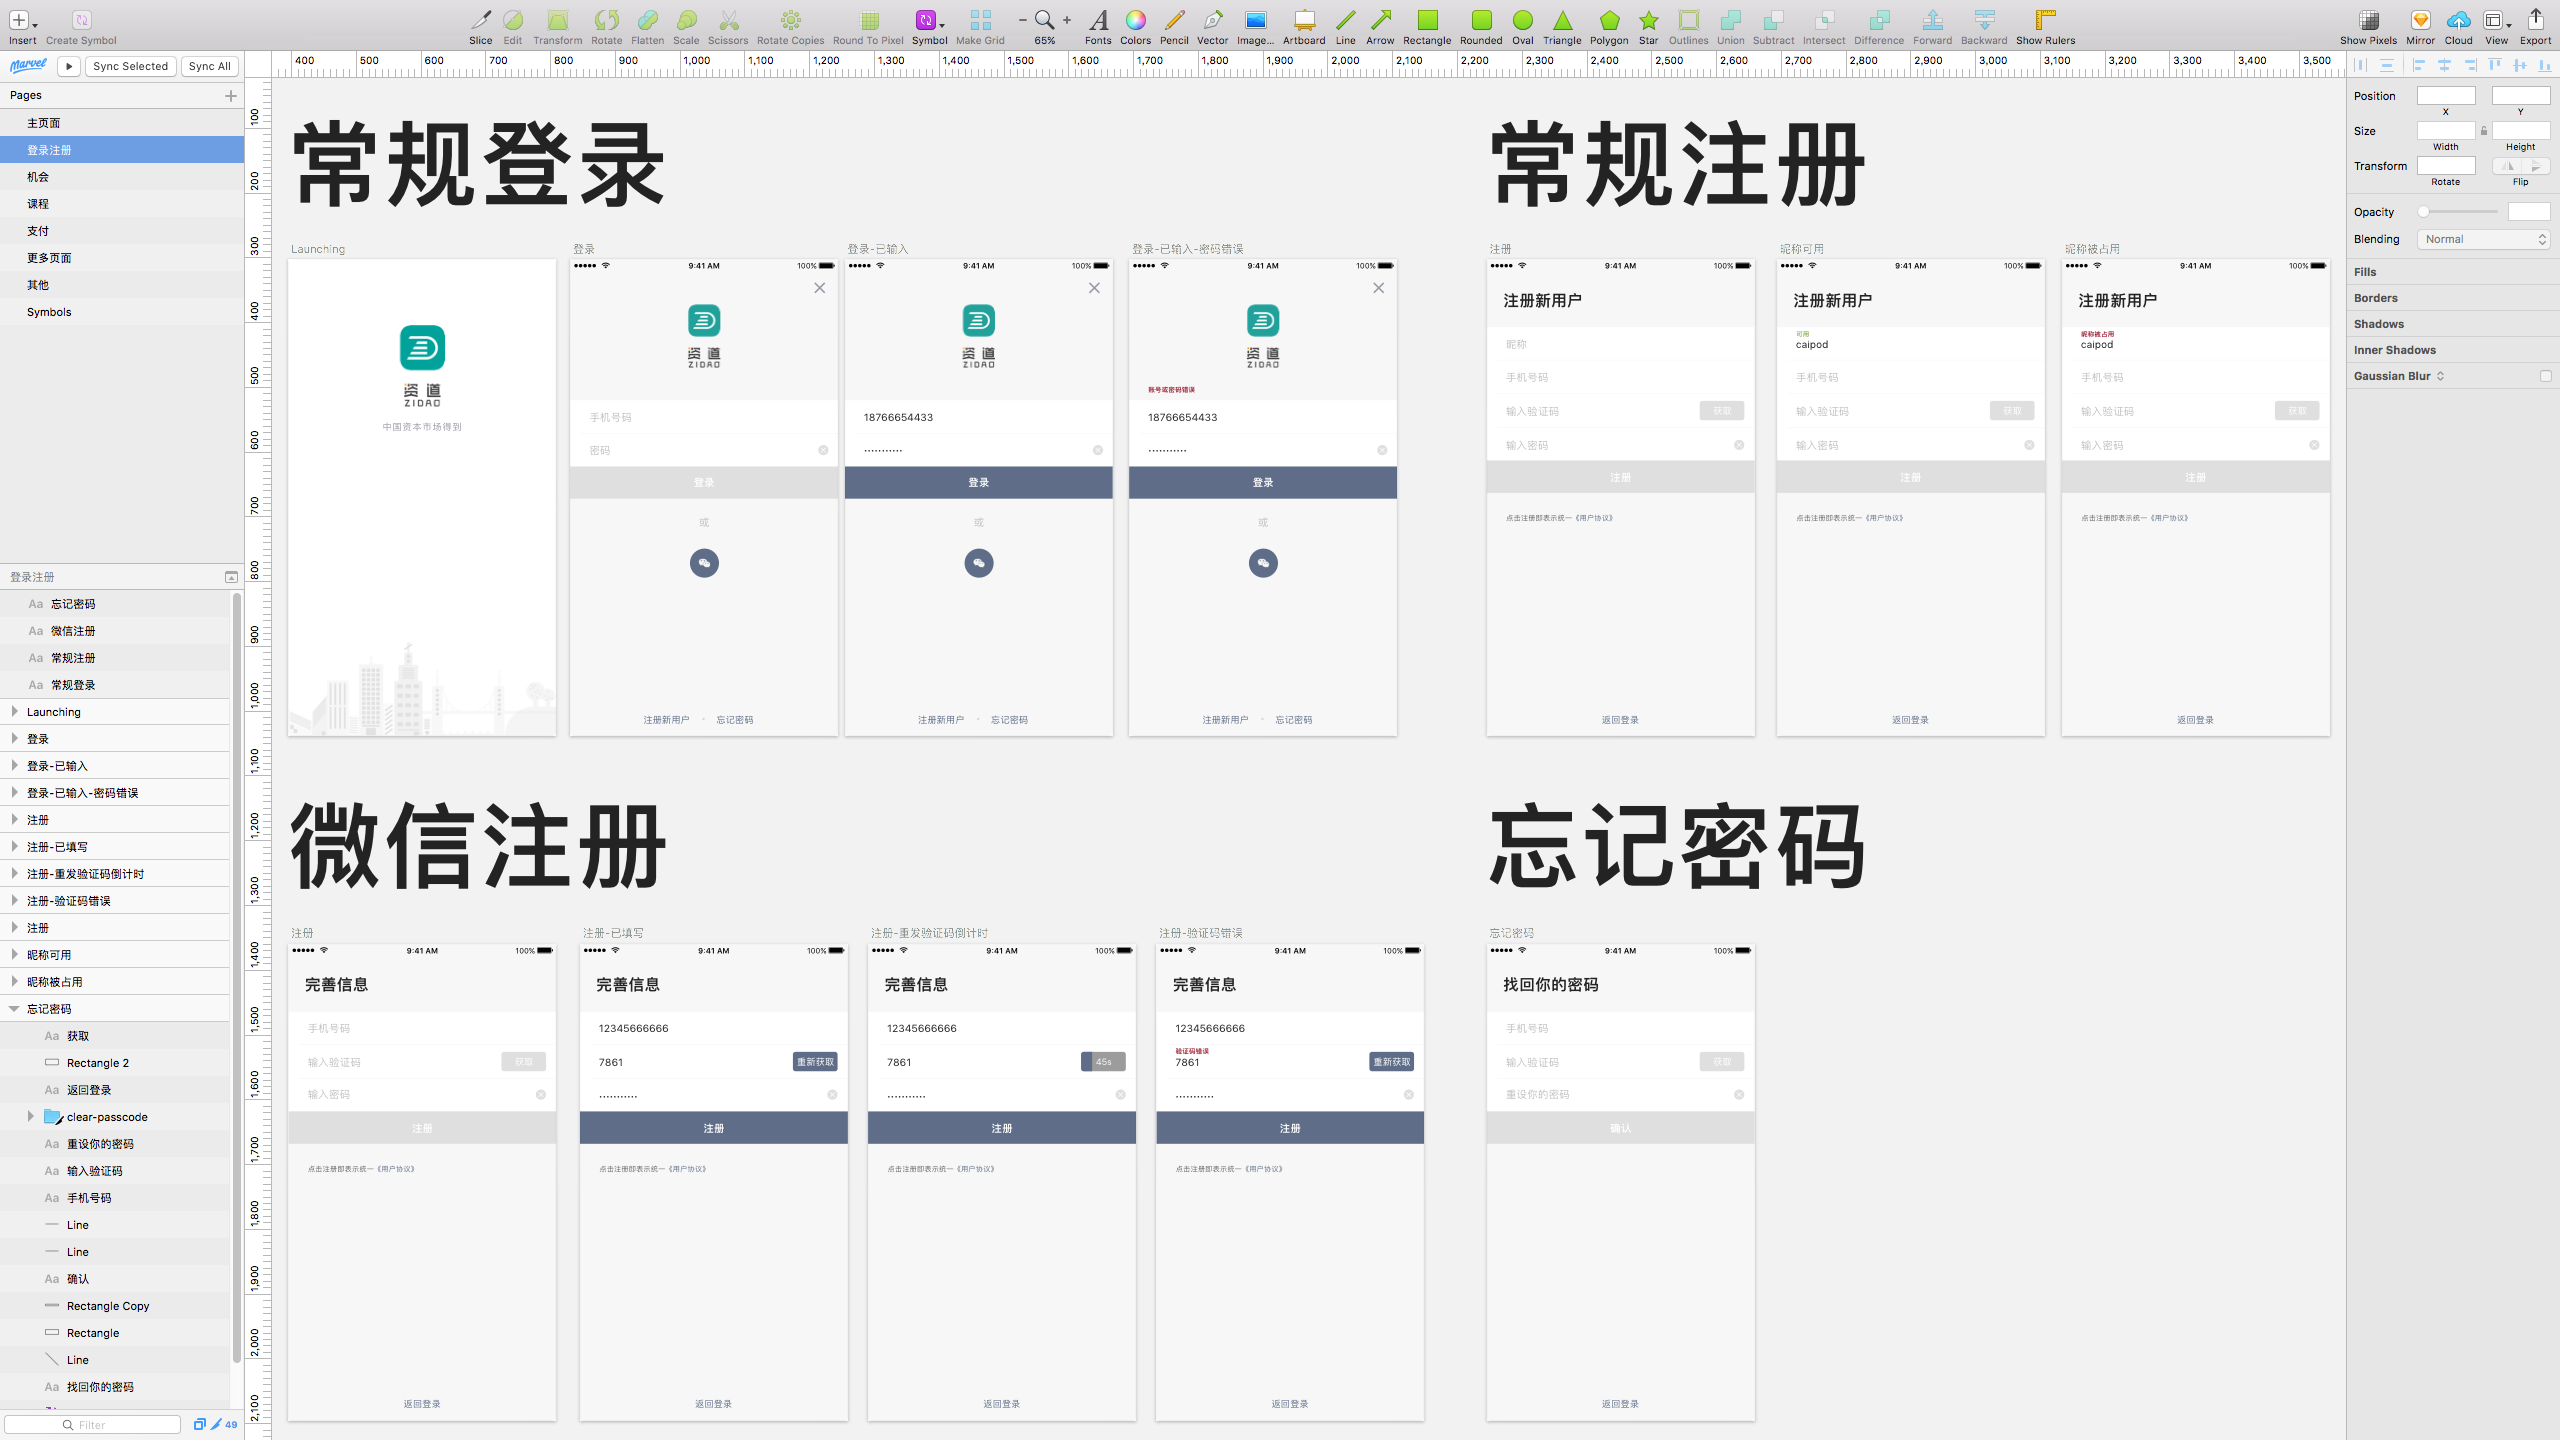 Insert
Create Symbol
Slice
Edit
Transform
Rotate
Flatten
Scale
Scissors
Rotate Copies
Round To Pixel
Symbol
Make Grid
65%
Fonts
Colors
Pencil
Vector
Image...
Artboard
Line
Arrow
Rectangle
Rounded
Oval
Triangle
Polygon
Star
Outlines
Union
Subtract
Intersect
Difference
Forward
Backward
Show Rulers
Show Pixels
Mirror
Cloud
View
Export
Marvel
Sync Selected
Sync All
400 500 600 700 800 900 1,000 1,100 1,200 1,300 1,400 1,500 1,600 1,700 1,800 1,900 2,000 2,100 2,200 2,300 2,400 2,500 2,600 2,700 2,800 2,900 3,000 3,100 3,200 3,300 3,400 3,500
Pages
主页面
登录注册
机会
课程
支付
更多页面
其他
Symbols
登录注册
Aa 忘记密码
Aa 微信注册
Aa 常规注册
Aa 常规登录
Launching
登录
登录-已输入
登录-已输入-密码错误
注册
注册-已填写
注册-重发验证码倒计时
注册-验证码错误
注册
昵称可用
昵称被占用
忘记密码
Aa 获取
Rectangle 2
Aa 返回登录
clear-passcode
Aa 重设你的密码
Aa 输入验证码
Aa 手机号码
Line
Line
Aa 确认
Rectangle Copy
Rectangle
Line
Aa 找回你的密码
Filter
49
100
200
300
400
500
600
700
800
900
1,000
1,100
1,200
1,300
1,400
1,500
1,600
1,700
1,800
1,900
2,000
2,100
常规登录
Launching
资道
ZIDAO
中国资本市场得到
登录
9:41 AM
100%
资道
ZIDAO
手机号码
密码
登录
或
注册新用户
忘记密码
登录-已输入
9:41 AM
100%
资道
ZIDAO
18766654433
登录
或
注册新用户
忘记密码
登录-已输入-密码错误
9:41 AM
100%
资道
ZIDAO
账号或密码错误
18766654433
登录
或
注册新用户
忘记密码
常规注册
注册
9:41 AM
100%
注册新用户
昵称
手机号码
输入验证码
获取
输入密码
注册
点击注册即表示统一《用户协议》
返回登录
昵称可用
9:41 AM
100%
注册新用户
可用
caipod
手机号码
输入验证码
获取
输入密码
注册
点击注册即表示统一《用户协议》
返回登录
昵称被占用
9:41 AM
100%
注册新用户
昵称被占用
caipod
手机号码
输入验证码
获取
输入密码
注册
点击注册即表示统一《用户协议》
返回登录
微信注册
注册
9:41 AM
100%
完善信息
手机号码
输入验证码
获取
输入密码
注册
点击注册即表示统一《用户协议》
返回登录
注册-已填写
9:41 AM
100%
完善信息
12345666666
7861
重新获取
注册
点击注册即表示统一《用户协议》
返回登录
注册-重发验证码倒计时
9:41 AM
100%
完善信息
12345666666
7861
45s
注册
点击注册即表示统一《用户协议》
返回登录
注册-验证码错误
9:41 AM
100%
完善信息
12345666666
验证码错误
7861
重新获取
注册
点击注册即表示统一《用户协议》
返回登录
忘记密码
忘记密码
9:41 AM
100%
找回你的密码
手机号码
输入验证码
获取
重设你的密码
确认
返回登录
Position
X
Y
Size
Width
Height
Transform
Rotate
Flip
Opacity
Blending
Normal
Fills
Borders
Shadows
Inner Shadows
Gaussian Blur